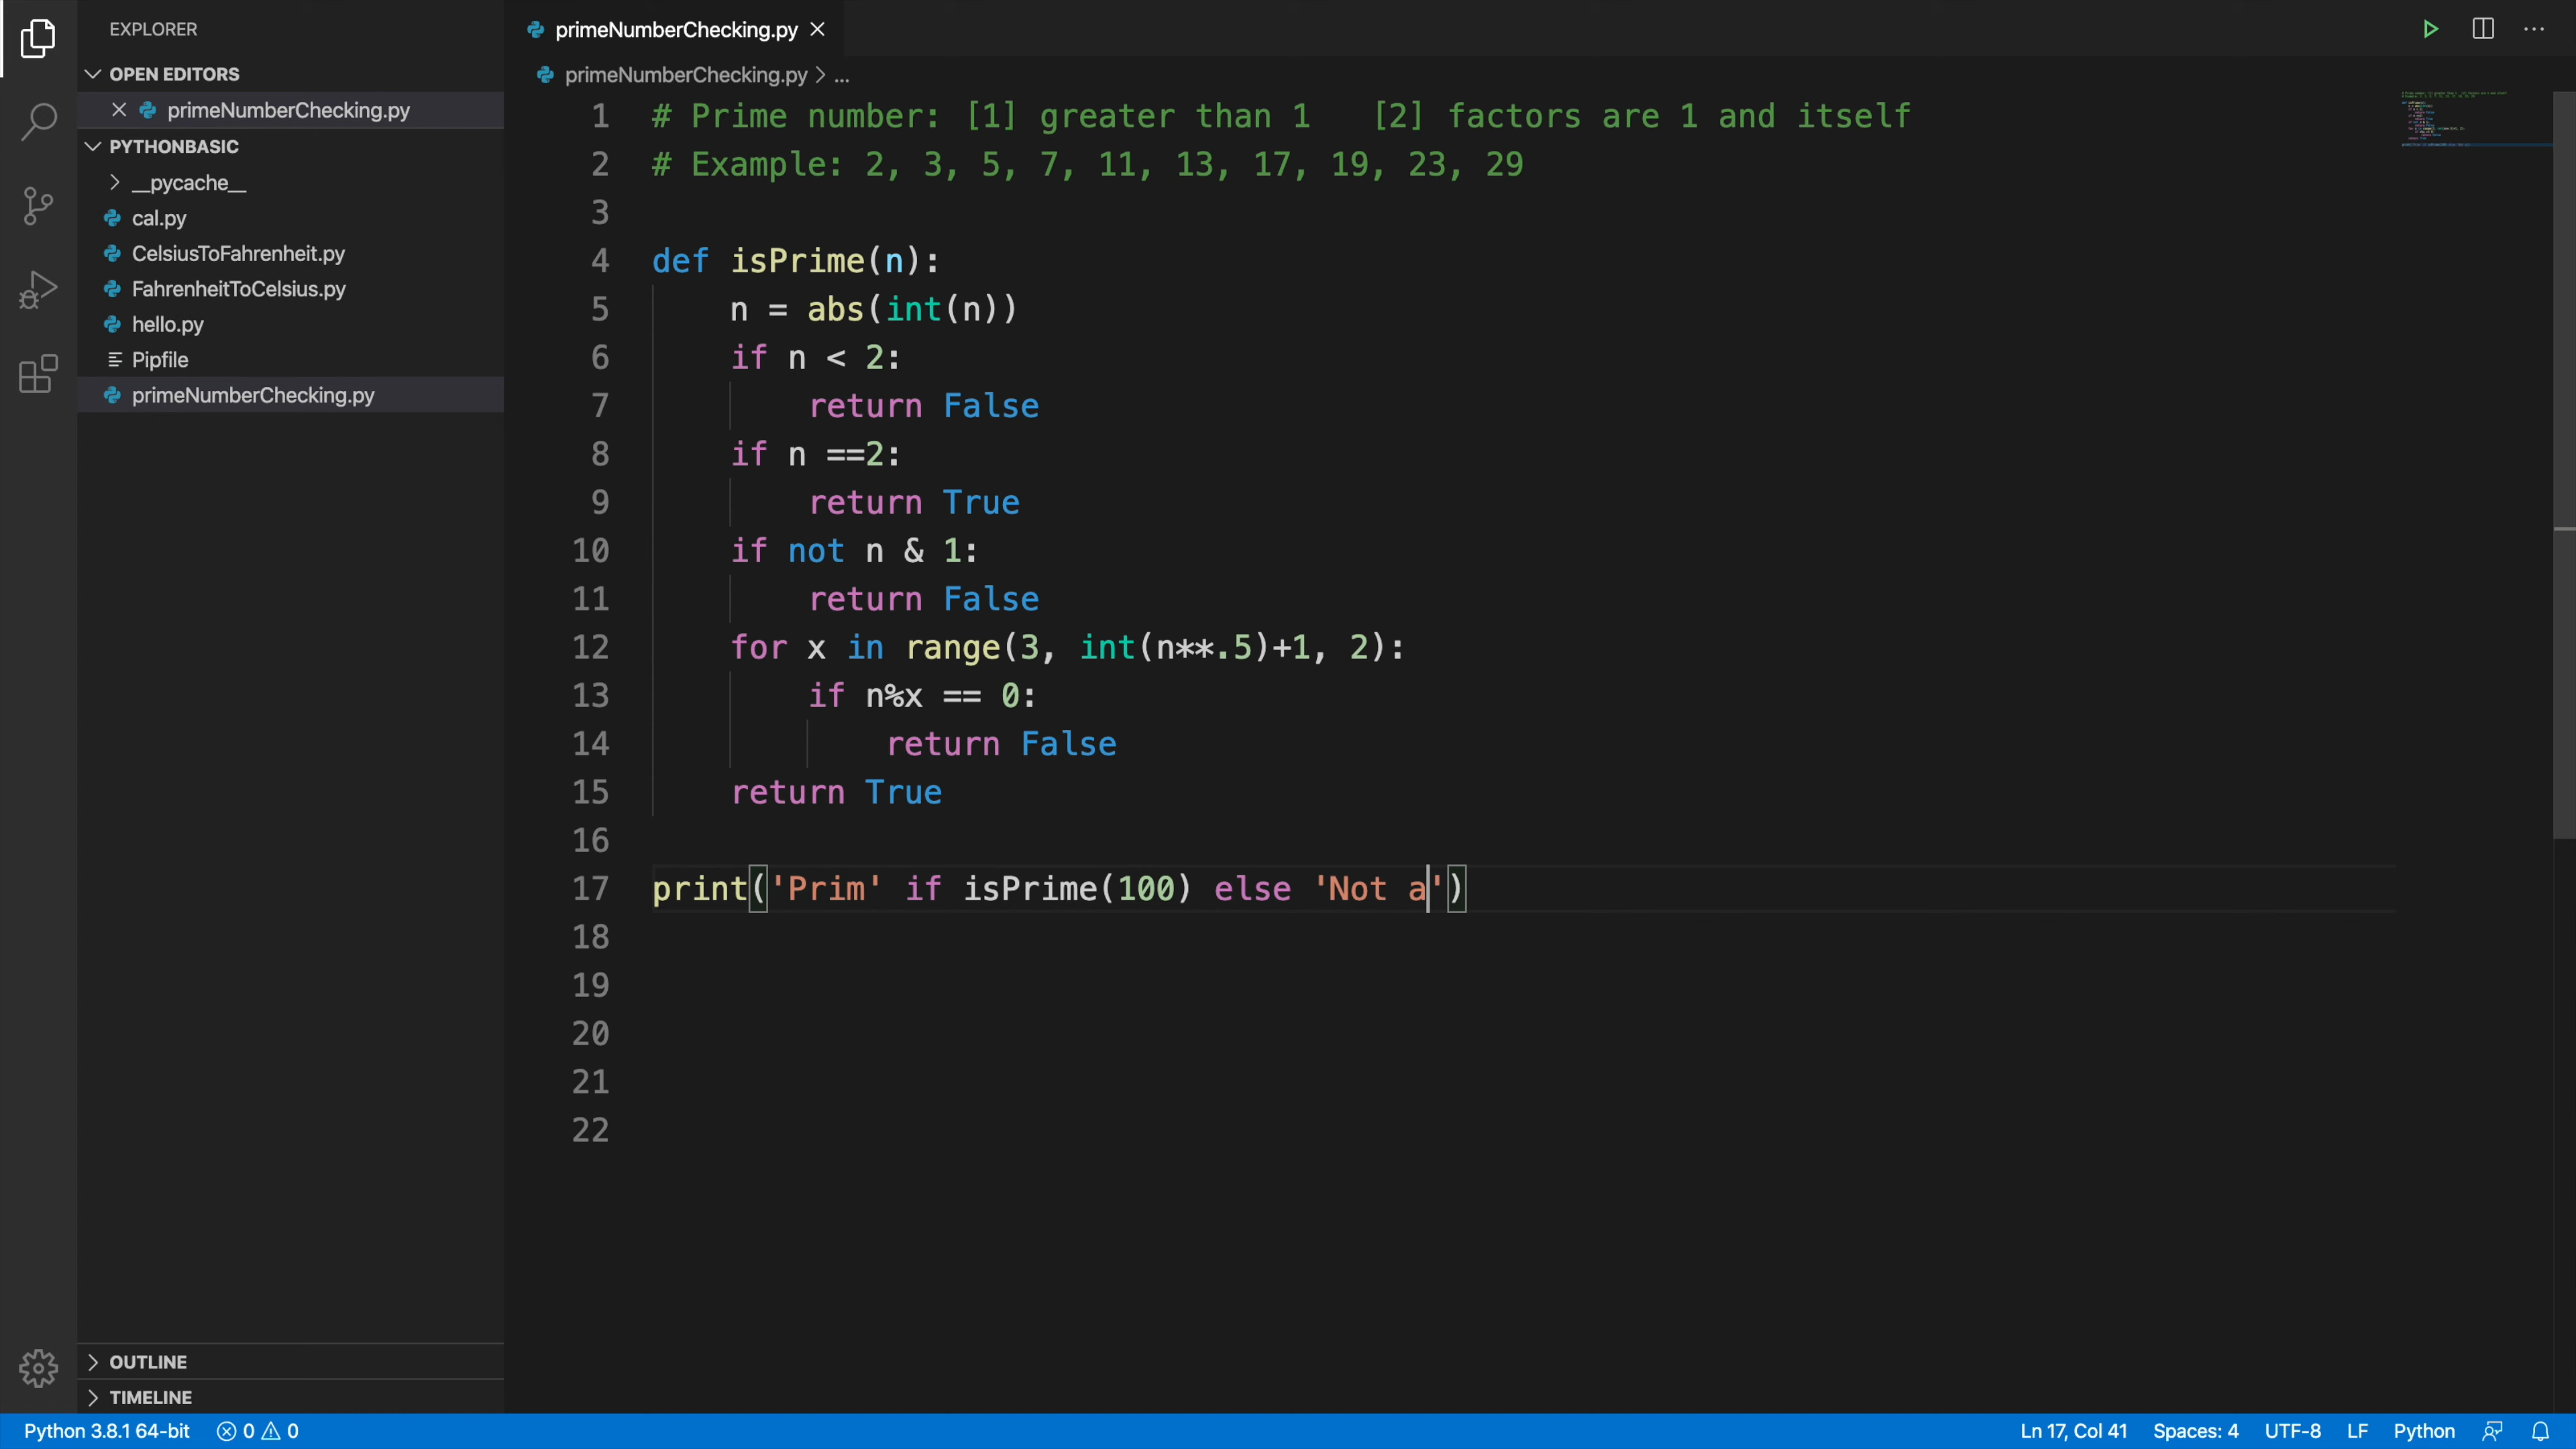 EXPLORER
OPEN EDITORS
primeNumberChecking.py
PYTHONBASIC
__pycache__
cal.py
CelsiusToFahrenheit.py
FahrenheitToCelsius.py
hello.py
Pipfile
primeNumberChecking.py
OUTLINE
TIMELINE
primeNumberChecking.py
primeNumberChecking.py > ...
1 # Prime number: [1] greater than 1   [2] factors are 1 and itself
2 # Example: 2, 3, 5, 7, 11, 13, 17, 19, 23, 29
3
4 def isPrime(n):
5     n = abs(int(n))
6     if n < 2:
7         return False
8     if n ==2:
9         return True
10     if not n & 1:
11         return False
12     for x in range(3, int(n**.5)+1, 2):
13         if n%x == 0:
14             return False
15     return True
16
17 print('Prim' if isPrime(100) else 'Not a')
18
19
20
21
22
Python 3.8.1 64-bit 0 0 Ln 17, Col 41 Spaces: 4 UTF-8 LF Python